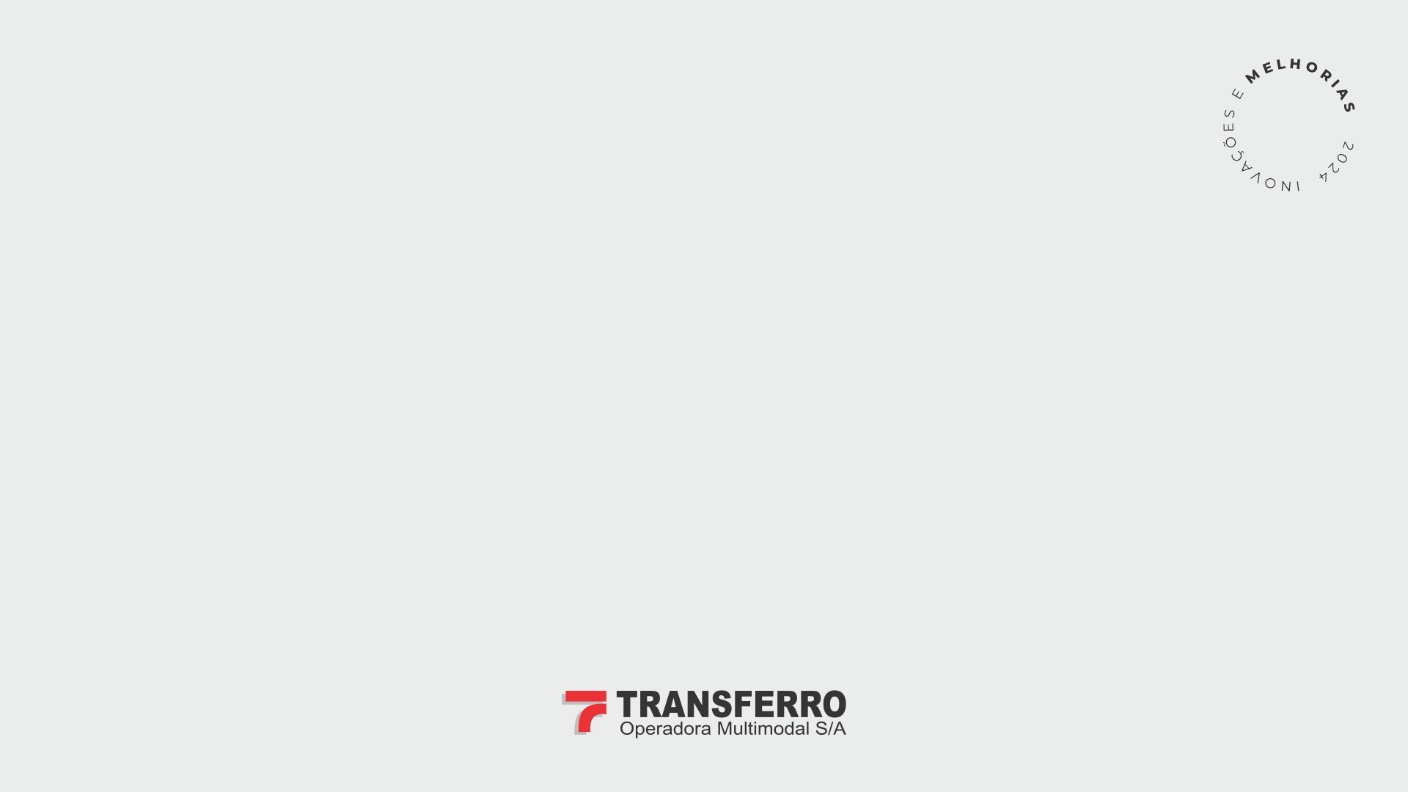 2024 INOVAÇÕES E MELHORIAS
TRANSFERRO
Operadora Multimodal S/A